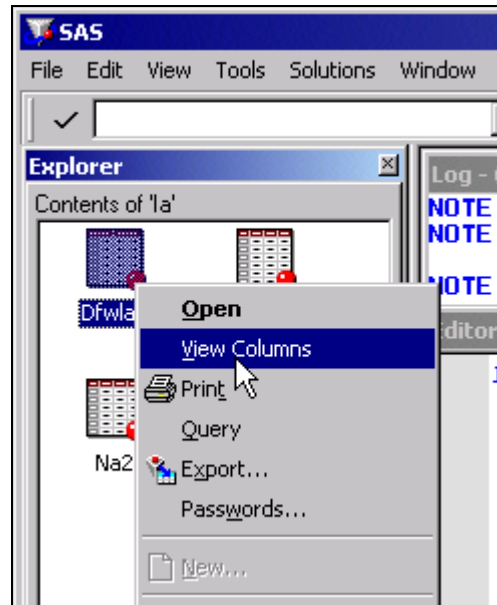 SAS
File Edit View Tools Solutions Window
Explorer
Log -
Contents of 'la'
NOTE
NOTE
NOTE
Dfwla
Open
Editor
View Columns
Print
Query
Na2
Export...
Passwords...
New...